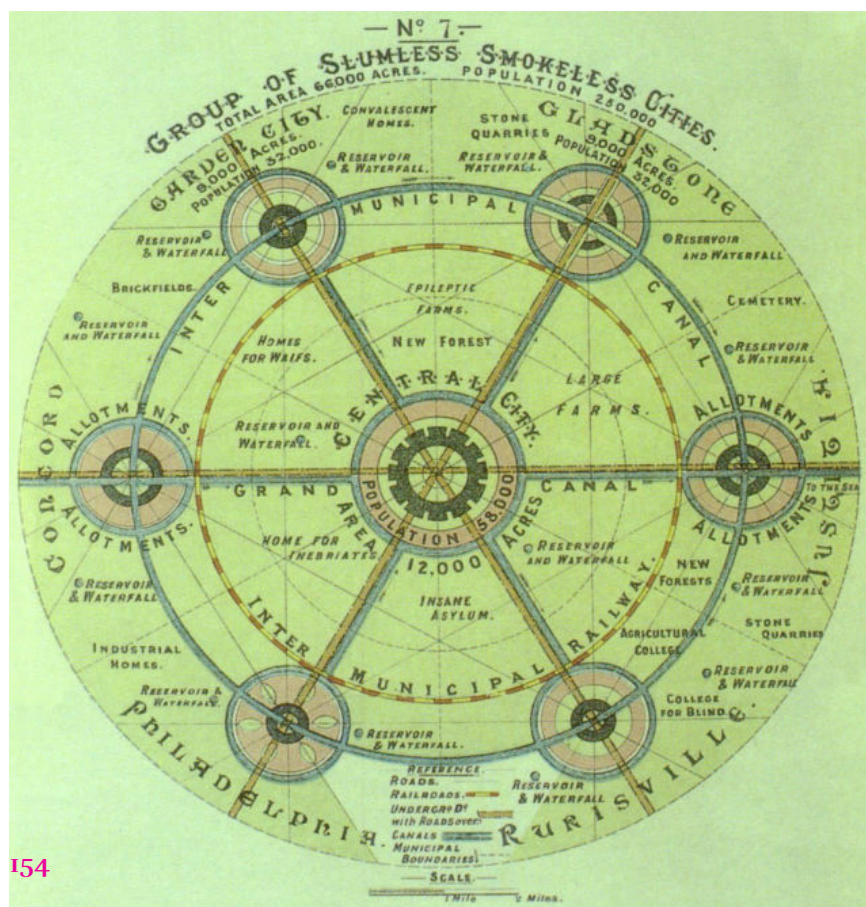 — Nº 7. —
GROUP OF SLUMLESS SMOKELESS CITIES.
TOTAL AREA 66,000 ACRES. POPULATION 250,000
GARDEN CITY.
9,000 ACRES.
POPULATION 32,000.
CONVALESCENT
HOMES.
STONE
QUARRIES
GLADSTONE
9,000 ACRES.
POPULATION
32,000
RESERVOIR
& WATERFALL.
RESERVOIR &
WATERFALL.
INTER MUNICIPAL CANAL
RESERVOIR
& WATERFALL
RESERVOIR
AND WATERFALL
BRICKFIELDS.
EPILEPTIC
FARMS.
CEMETERY.
RESERVOIR
AND WATERFALL
HOMES
FOR WAIFS.
NEW FOREST
RESERVOIR
& WATERFALL
LARGE
FARMS.
CONCORD
ALLOTMENTS.
RESERVOIR AND
WATERFALL.
CENTRAL CITY.
ALLOTMENTS
JUSTITIA
GRAND CANAL
TO THE SEA
ALLOTMENTS.
AREA 12,000 ACRES
POPULATION 58,000
ALLOTMENTS
HOME FOR
INEBRIATES.
RESERVOIR
AND WATERFALL
RESERVOIR
& WATERFALL
INSANE
ASYLUM.
NEW
FORESTS
RESERVOIR
& WATERFALL
INTER MUNICIPAL RAILWAY.
STONE
QUARRIES
AGRICULTURAL
COLLEGE
INDUSTRIAL
HOMES.
RESERVOIR
& WATERFALL
RESERVOIR &
WATERFALL.
COLLEGE
FOR BLIND.
PHILADELPHIA.
RESERVOIR
& WATERFALL.
RURISVILLE
REFERENCE.
ROADS.
RAILROADS.
UNDERGRD Dº
WITH ROADS OVER
CANALS
MUNICIPAL
BOUNDARIES.
RESERVOIR
& WATERFALL
SCALE.
1 Mile 2 Miles.
154